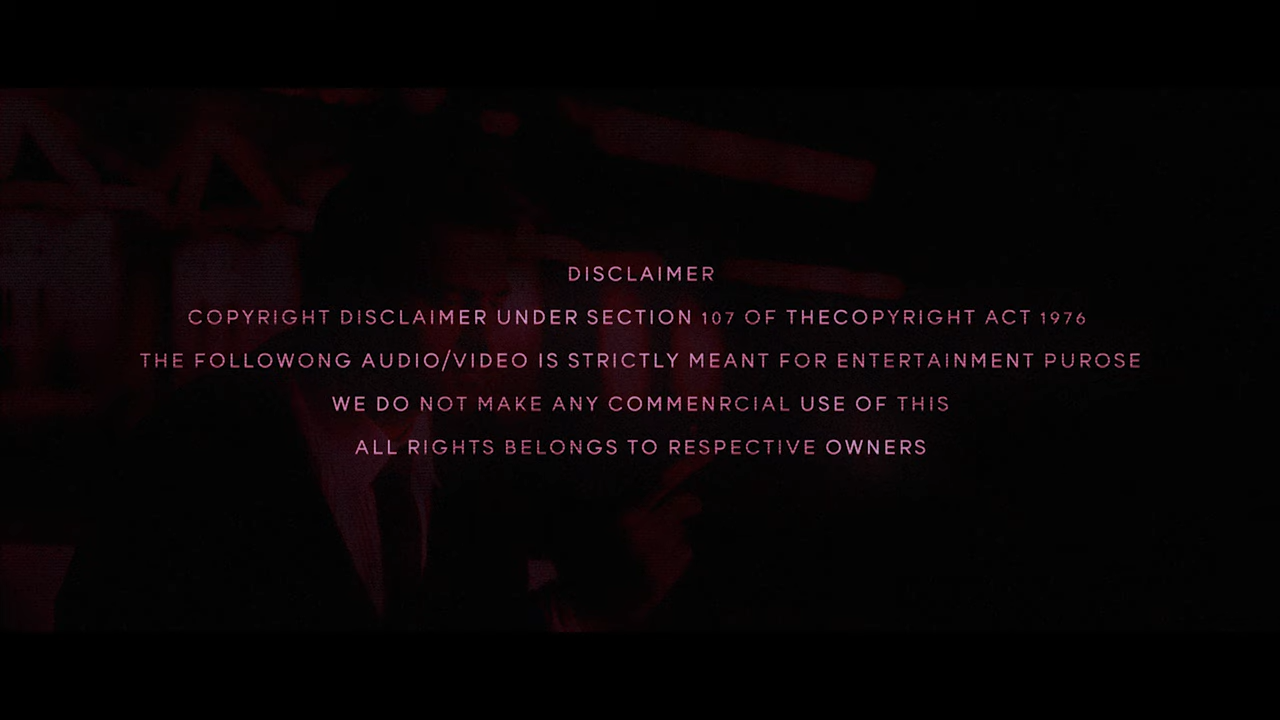 DISCLAIMER
COPYRIGHT DISCLAIMER UNDER SECTION 107 OF THECOPYRIGHT ACT 1976
THE FOLLOWONG AUDIO/VIDEO IS STRICTLY MEANT FOR ENTERTAINMENT PUROSE
WE DO NOT MAKE ANY COMMENRCIAL USE OF THIS
ALL RIGHTS BELONGS TO RESPECTIVE OWNERS